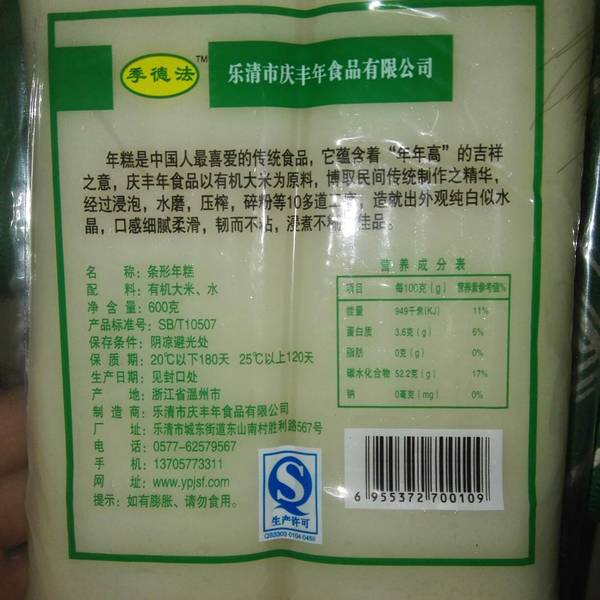 季德法 TM
乐清市庆丰年食品有限公司
年糕是中国人最喜爱的传统食品，它蕴含着“年年高”的吉祥
之意，庆丰年食品以有机大米为原料，博取民间传统制作之精华，
经过浸泡，水磨，压榨，碎粉等10多道工序；造就出外观纯白似水
晶，口感细腻柔滑，韧而不粘，浸煮不 佳品。
名　　称：条形年糕
配　　料：有机大米、水
净 含 量：600克
产品标准号：SB/T10507
保存条件：阴凉避光处
保 质 期：20℃以下180天　25℃以上120天
生产日期：见封口处
产　　地：浙江省温州市
制 造 商：乐清市庆丰年食品有限公司
厂　　址：乐清市城东街道东山南村胜利路567号
电　　话：0577-62579567
手　　机：13705773311
网　　址：www.ypjsf.com
提示：如有膨胀、请勿食用。
营养成分表
项目　每100克（g）　营养素参考值%
能量　949千焦(KJ)　11%
蛋白质　3.6克（g）　6%
脂肪　0克（g）　0%
碳水化合物　52.2克（g）　17%
钠　0毫克（mg）　0%
生产许可
QS3303 0104 0459
6 955372 700109